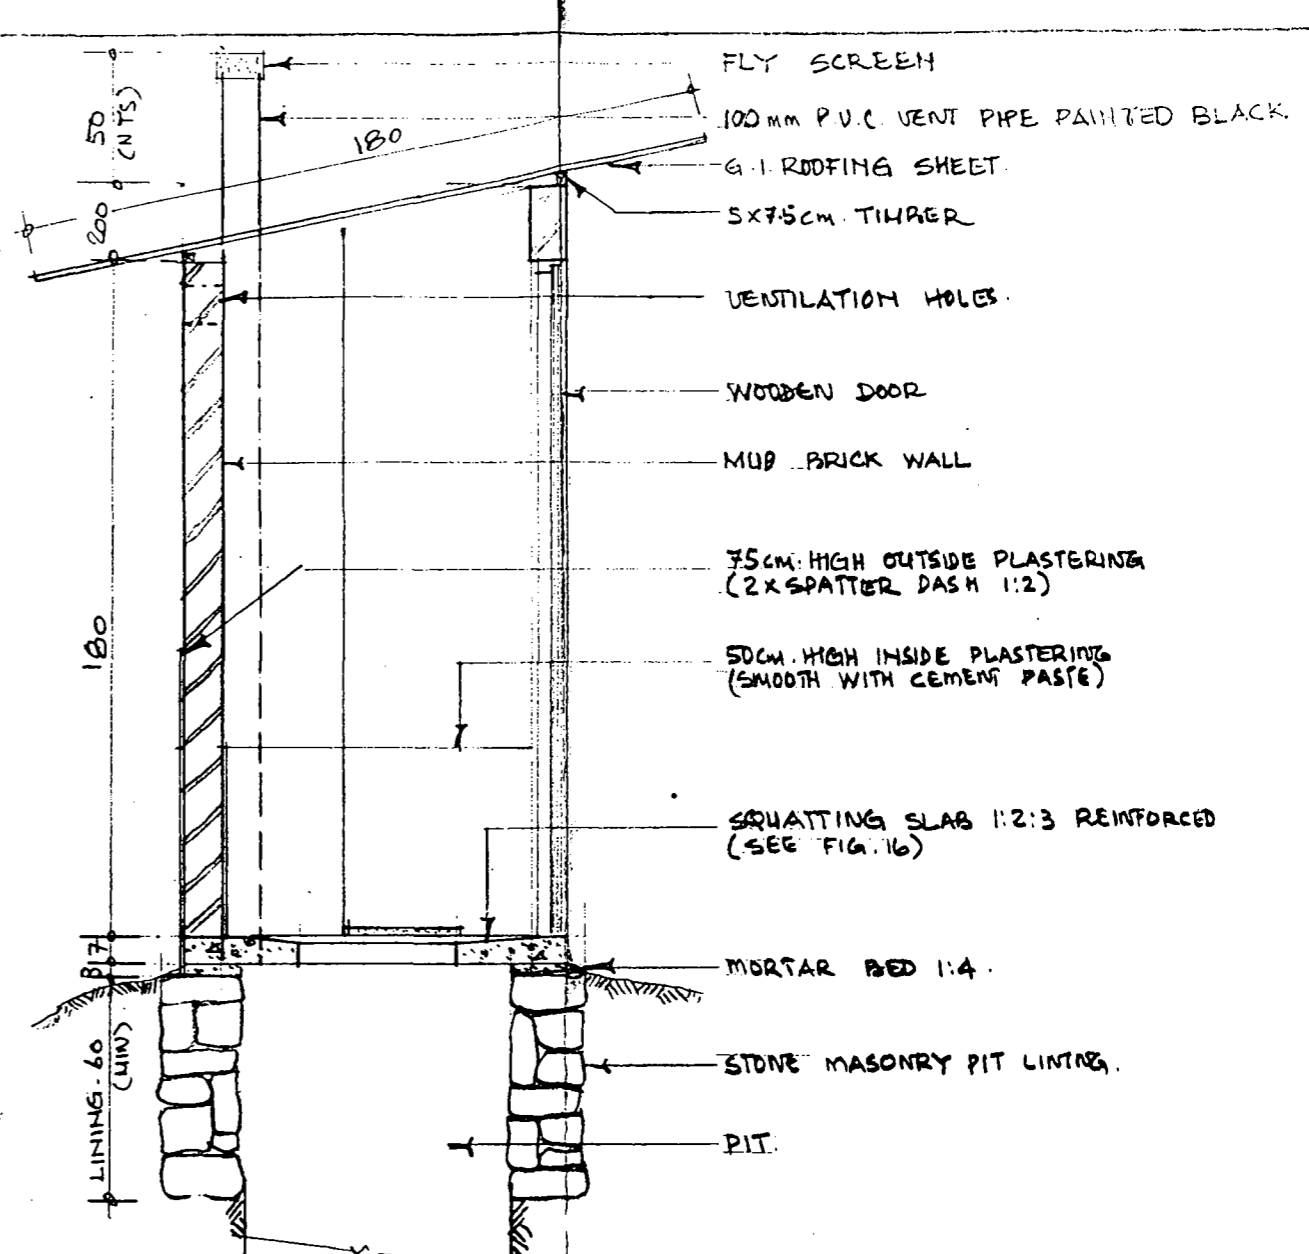 FLY SCREEN
50
(NTS)
100mm P.V.C. VENT PIPE PAINTED BLACK.
180
G.I. ROOFING SHEET
200
5X7.5cm. TIMBER
VENTILATION HOLES.
WOODEN DOOR
MUD BRICK WALL
75cm. HIGH OUTSIDE PLASTERING
(2X SPATTER DASH 1:2)
180
50cm. HIGH INSIDE PLASTERING
(SMOOTH WITH CEMENT PASTE)
SQUATTING SLAB 1:2:3 REINFORCED
(SEE FIG. 16)
7
MORTAR BED 1:4.
LINING-60
(MIN)
STONE MASONRY PIT LINING.
PIT.